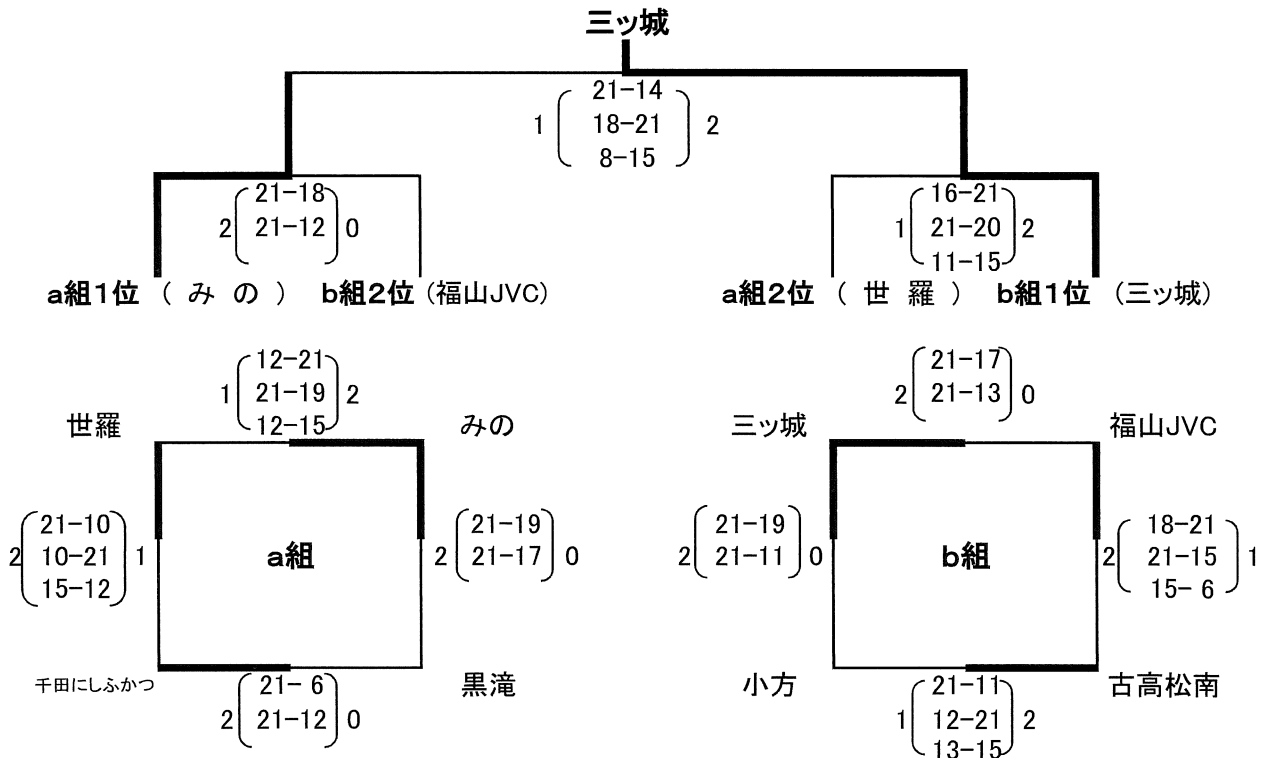 三ッ城
21-14
1 18-21 2
8-15
21-18
2 21-12 0
16-21
1 21-20 2
11-15
a組1位 ( み の ) b組2位 (福山JVC)
a組2位 ( 世 羅 ) b組1位 (三ッ城)
12-21
1 21-19 2
12-15
世羅 みの
21-10
2 10-21 1
15-12
a組
21-19
2 21-17 0
千田にしふかつ 黒滝
21- 6
2 21-12 0
21-17
2 21-13 0
三ッ城 福山JVC
21-19
2 21-11 0
b組
18-21
2 21-15 1
15- 6
小方 古高松南
21-11
1 12-21 2
13-15